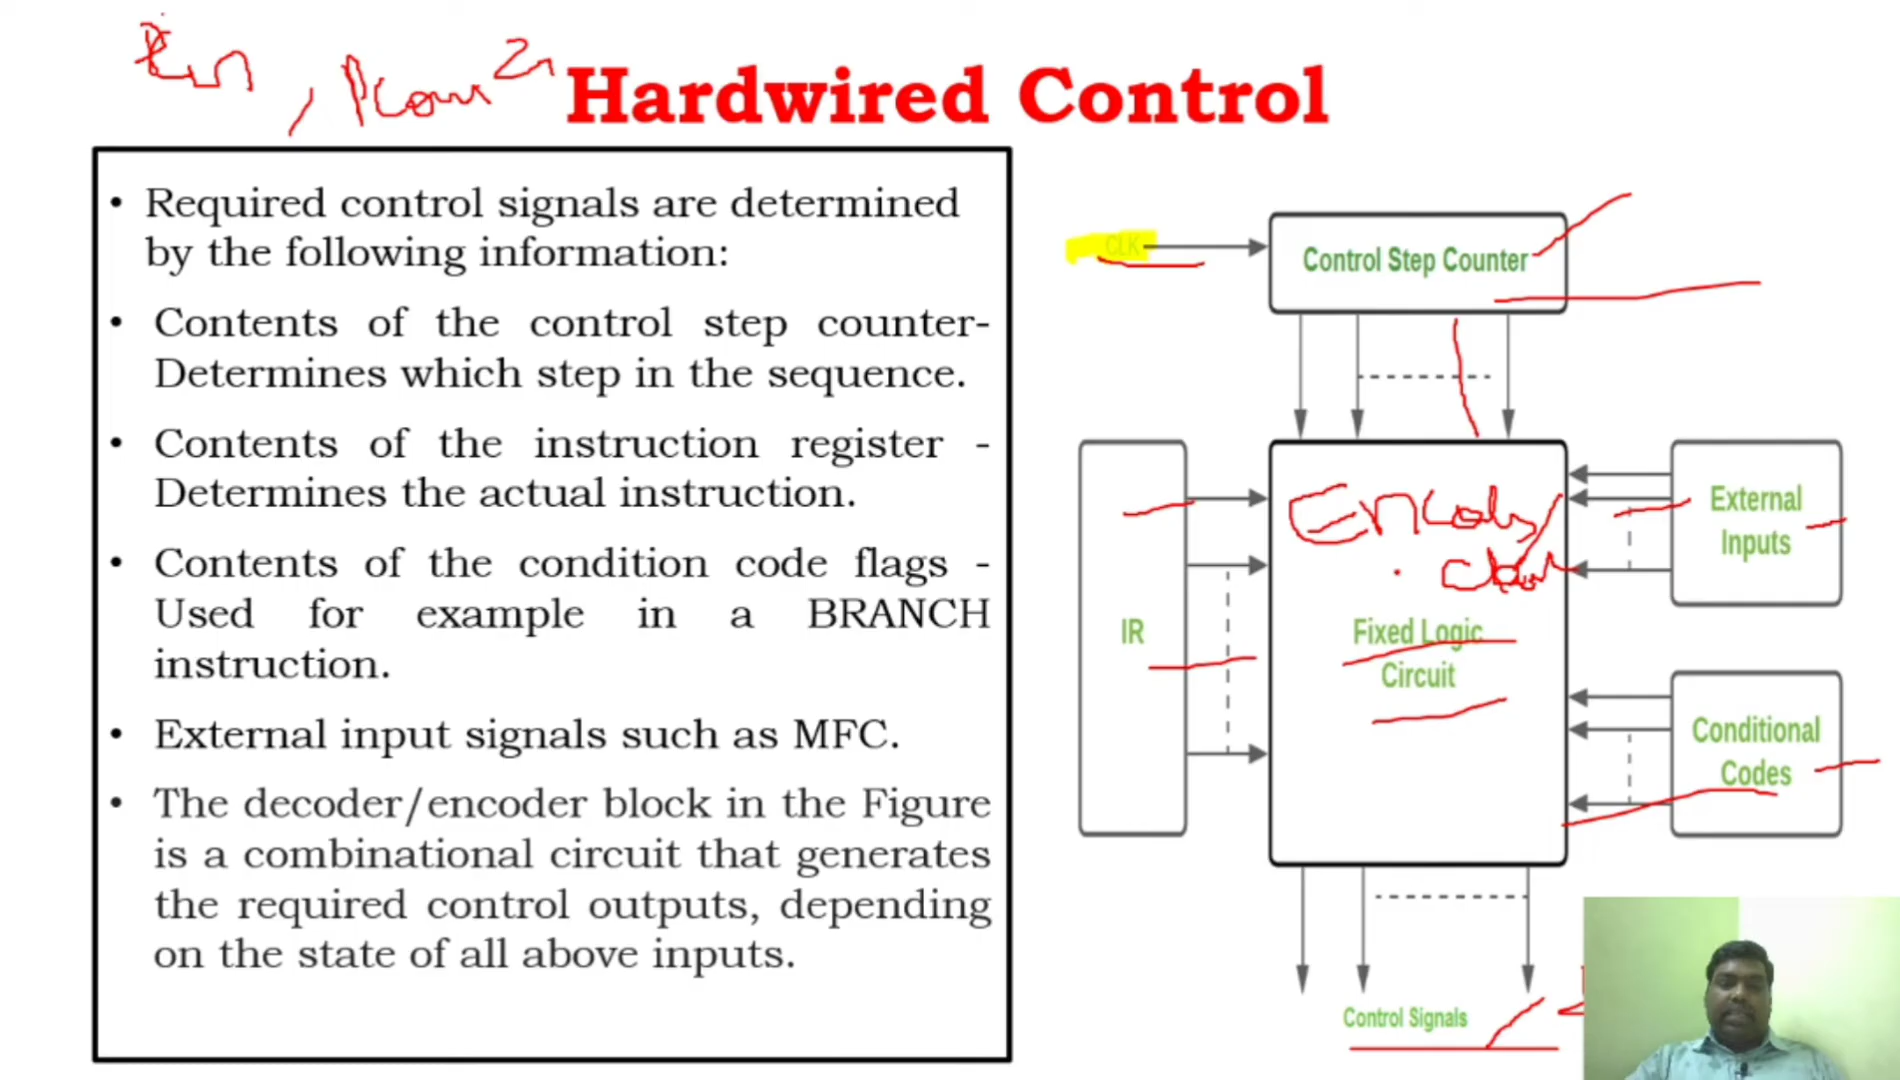 Hardwired Control
• Required control signals are determined
by the following information:
• Contents of the control step counter-
Determines which step in the sequence.
• Contents of the instruction register -
Determines the actual instruction.
• Contents of the condition code flags -
Used for example in a BRANCH
instruction.
• External input signals such as MFC.
• The decoder/encoder block in the Figure
is a combinational circuit that generates
the required control outputs, depending
on the state of all above inputs.
CLK
Control Step Counter
IR
Fixed Logic
Circuit
External
Inputs
Conditional
Codes
Control Signals